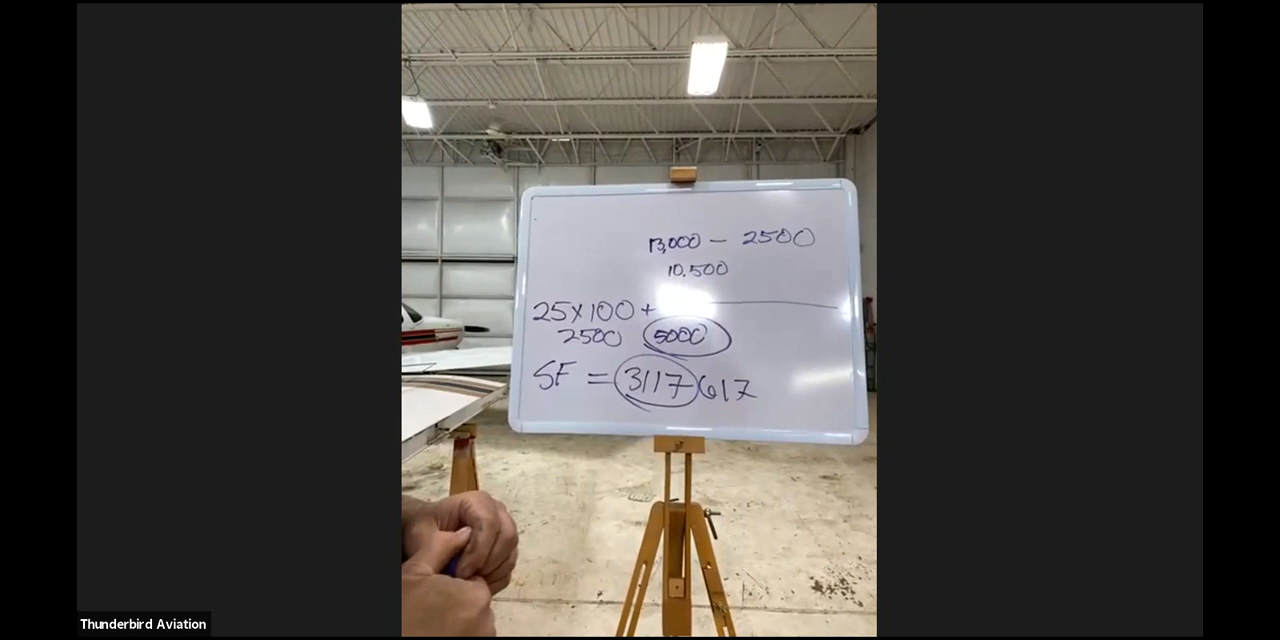 13,000 - 2500
10,500
25x100 +
2500 5000
SF = 3117 617
Thunderbird Aviation